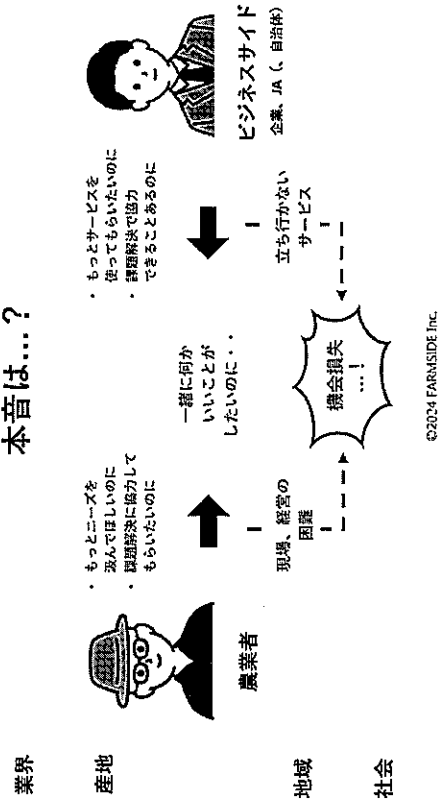 本音は…？
業界
産地
地域
社会
・ もっとニーズを
汲んでほしいのに
・ 課題解決に協力して
もらいたいのに
農業者
現場、経営の
困難
一緒に何か
いいことが
したいのに・・
機会損失
…！
・ もっとサービスを
使ってもらいたいのに
・ 課題解決で協力
できることあるのに
ビジネスサイド
企業、JA（、自治体）
立ち行かない
サービス
©2024 FARMSIDE Inc.